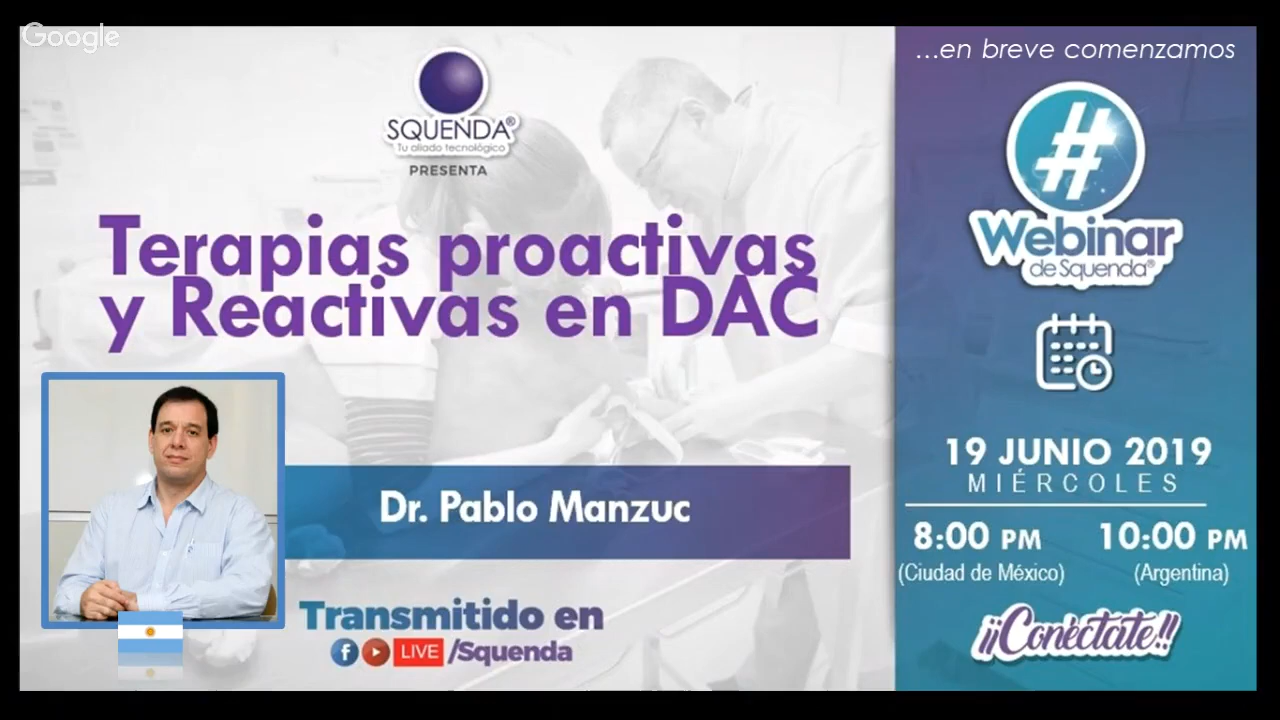 Google
...en breve comenzamos
SQUENDA®
Tu aliado tecnológico
PRESENTA
Terapias proactivas
y Reactivas en DAC
Dr. Pablo Manzuc
Transmitido en
f LIVE /Squenda
#
Webinar
de Squenda®
19 JUNIO 2019
MIÉRCOLES
8:00 PM
(Ciudad de México)
10:00 PM
(Argentina)
¡¡Conéctate!!